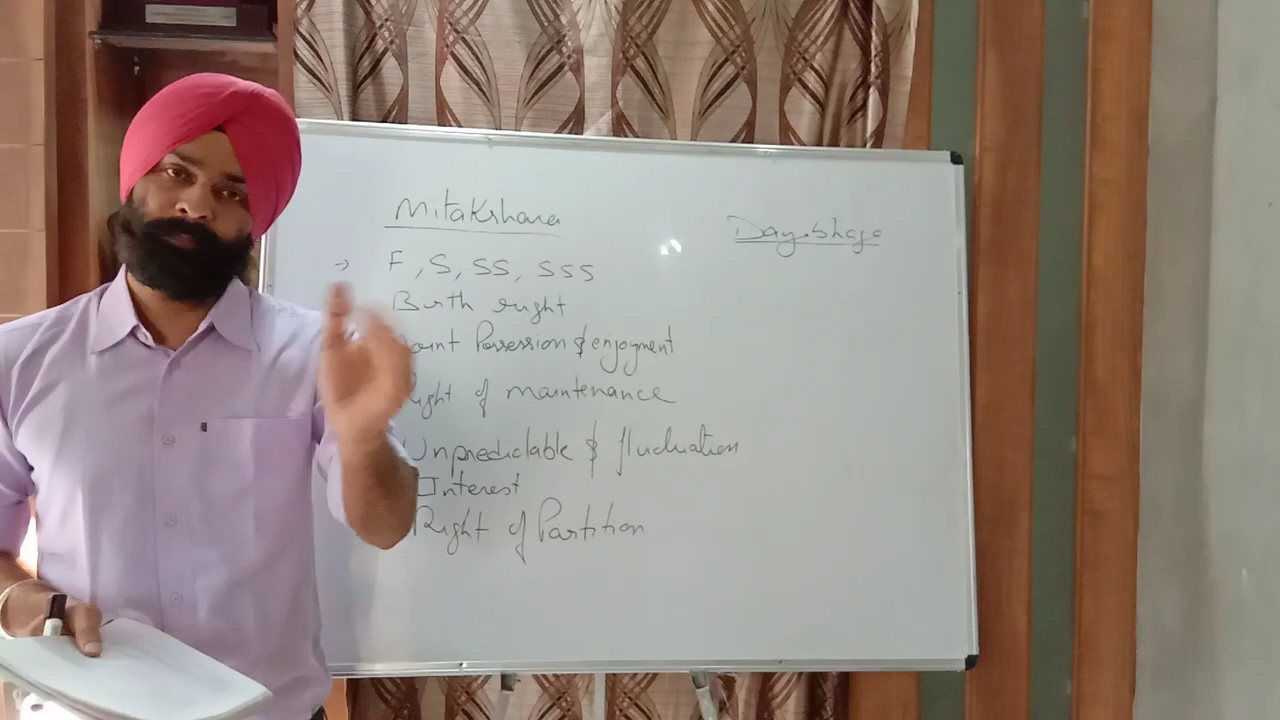 Mitakshara
Dayabhaga
→ F, S, SS, SSS
Birth right
Joint Possession & enjoyment
Right of maintenance
Unpredictable & fluctuation
Interest
Right of Partition